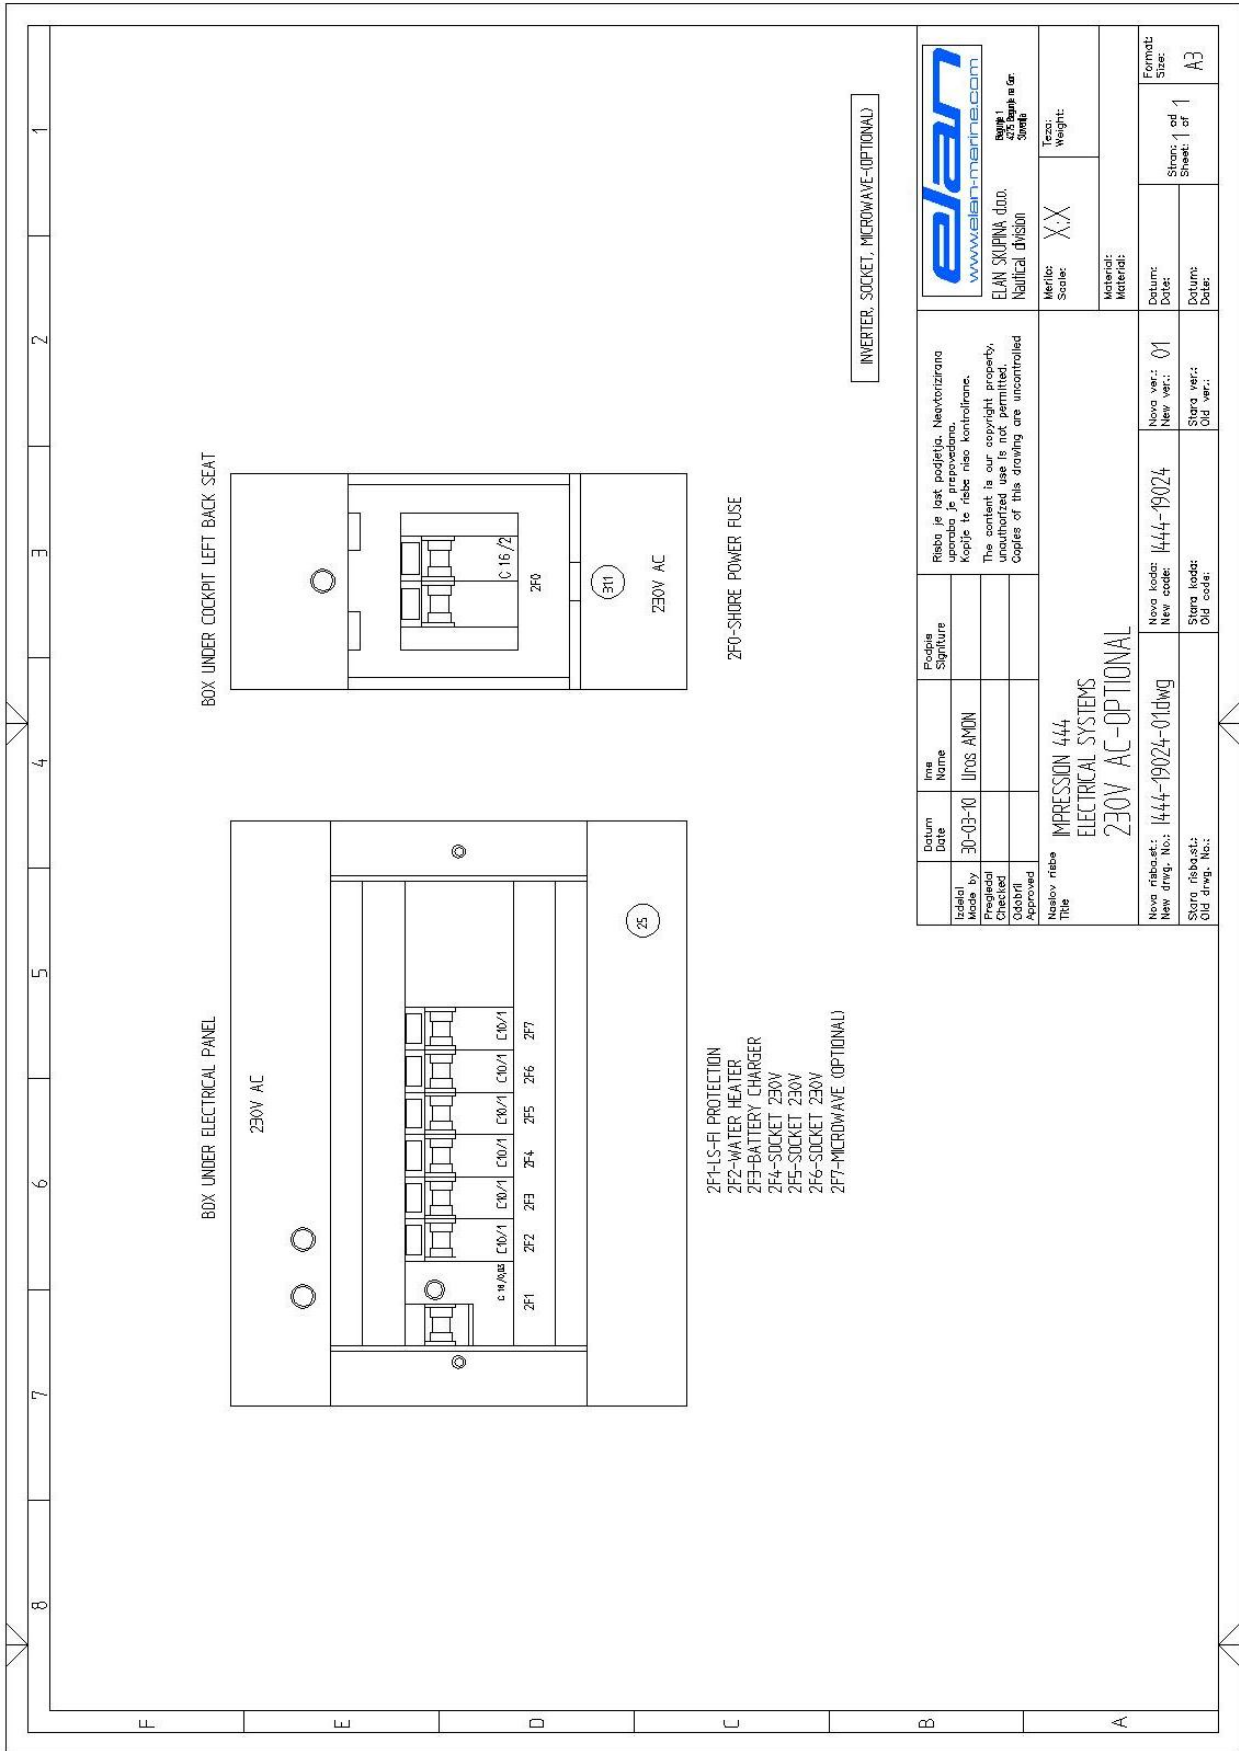 8
7
6
5
4
3
2
1
F
E
D
C
B
A
BOX UNDER ELECTRICAL PANEL
230V AC
C 16/0,03
C10/1
C10/1
C10/1
C10/1
C10/1
C10/1
2F1
2F2
2F3
2F4
2F5
2F6
2F7
25
2F1-LS-FI PROTECTION
2F2-WATER HEATER
2F3-BATTERY CHARGER
2F4-SOCKET 230V
2F5-SOCKET 230V
2F6-SOCKET 230V
2F7-MICROWAVE (OPTIONAL)
BOX UNDER COCKPIT LEFT BACK SEAT
C 16/2
2F0
311
230V AC
2F0-SHORE POWER FUSE
INVERTER, SOCKET, MICROWAVE-(OPTIONAL)
Datum
Date
Ime
Name
Podpis
Signiture
Izdelal
Made by
30-03-10
Uros AMON
Pregledal
Checked
Odobril
Approved
Risba je last podjetja. Neavtorizirana
uporaba je prepovedana.
Kopije te risbe niso kontrolirane.
The content is our copyright property,
unauthorized use is not permitted.
Copies of this drawing are uncontrolled
elan
www.elan-marine.com
ELAN SKUPINA d.o.o.
Nautical division
Begunje 1
4275 Begunje na Gor.
Slovenija
Naslov risbe
Title
IMPRESSION 444
ELECTRICAL SYSTEMS
230V AC-OPTIONAL
Merilo:
Scale:
X:X
Teza:
Weight:
Material:
Material:
Nova risba.st.:
New drwg. No.:
I444-19024-01.dwg
Nova koda:
New code:
I444-19024
Nova ver.:
New ver.:
01
Datum:
Date:
Stran: 1 od 1
Sheet: 1 of 1
Format:
Size:
A3
Stara risba.st.:
Old drwg. No.:
Stara koda:
Old code:
Stara ver.:
Old ver.:
Datum:
Date: